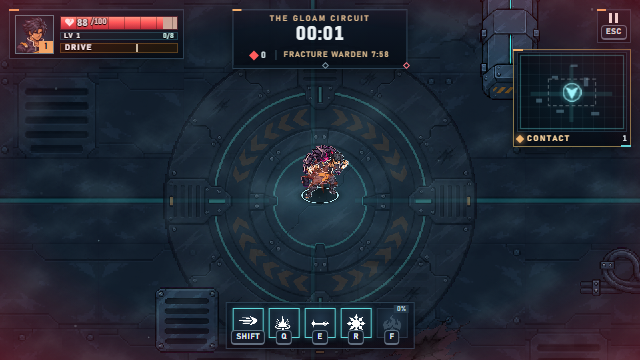 88/100
1
LV 1 0/8
DRIVE
THE GLOAM CIRCUIT
00:01
0 FRACTURE WARDEN 7:58
ESC
CONTACT 1
0%
SHIFT Q E R F